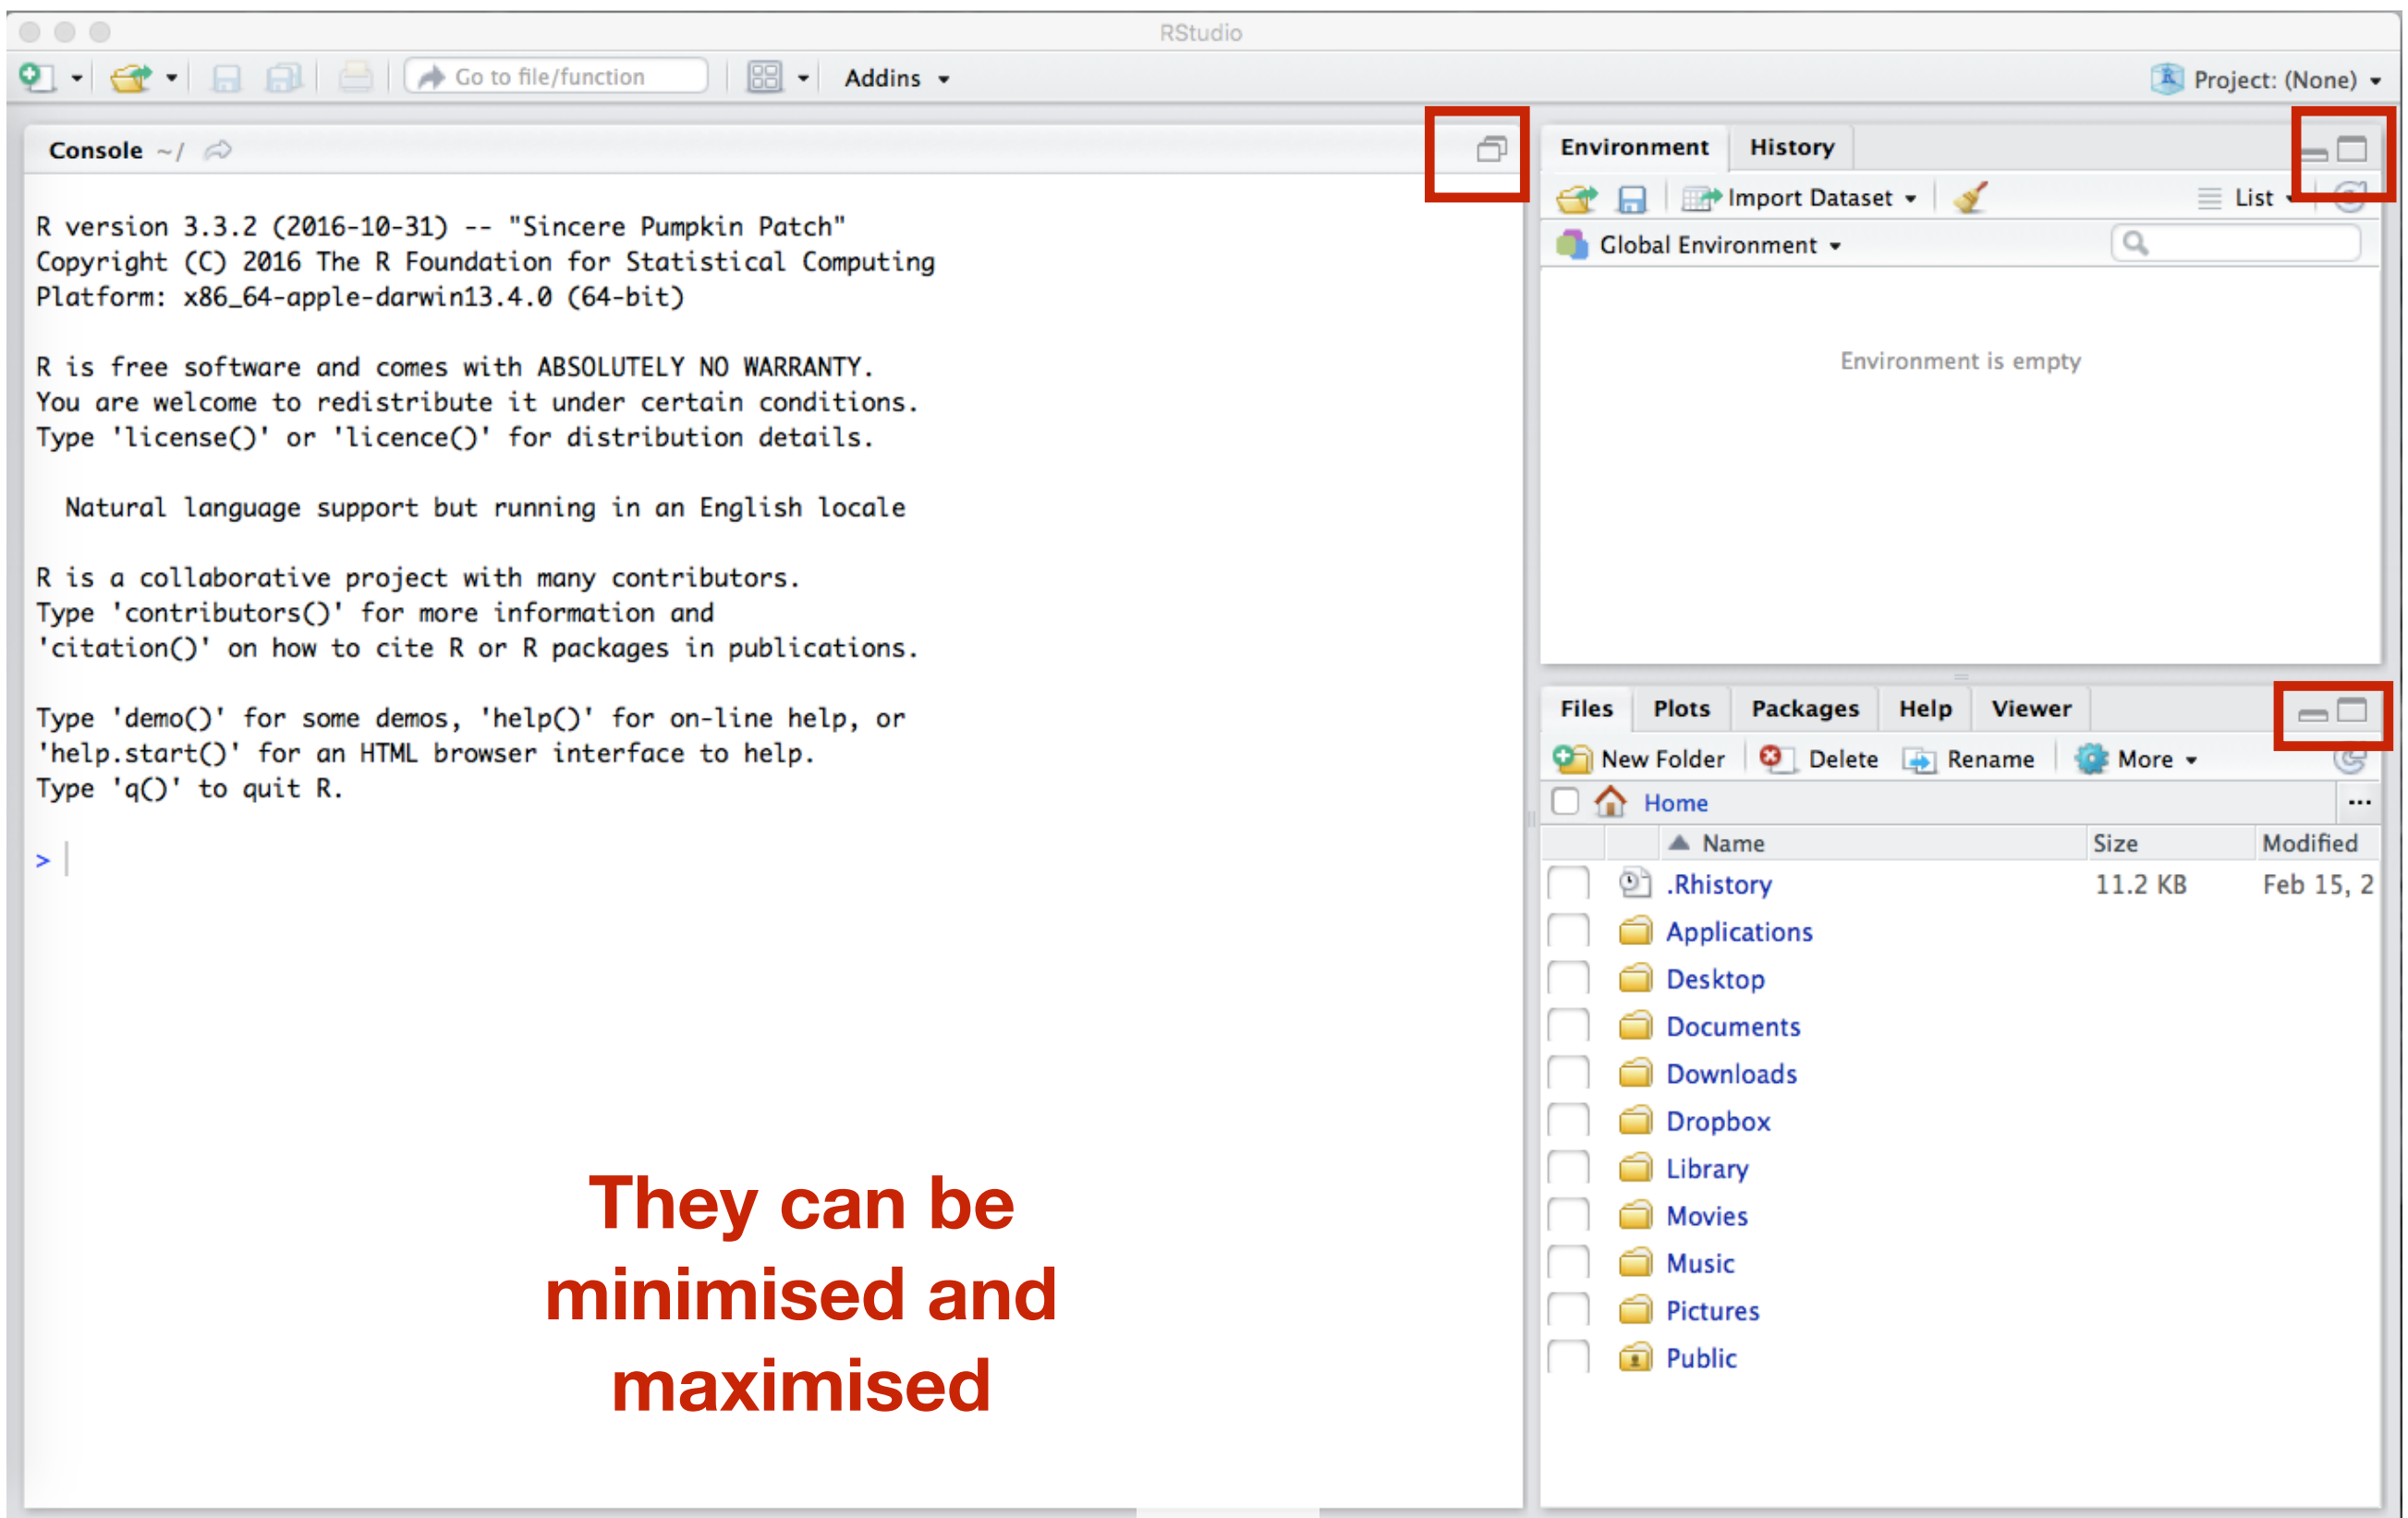 RStudio
Go to file/function
Addins
Project: (None)
Console ~/
R version 3.3.2 (2016-10-31) -- "Sincere Pumpkin Patch"
Copyright (C) 2016 The R Foundation for Statistical Computing
Platform: x86_64-apple-darwin13.4.0 (64-bit)
R is free software and comes with ABSOLUTELY NO WARRANTY.
You are welcome to redistribute it under certain conditions.
Type 'license()' or 'licence()' for distribution details.
Natural language support but running in an English locale
R is a collaborative project with many contributors.
Type 'contributors()' for more information and
'citation()' on how to cite R or R packages in publications.
Type 'demo()' for some demos, 'help()' for on-line help, or
'help.start()' for an HTML browser interface to help.
Type 'q()' to quit R.
>
They can be
minimised and
maximised
Environment History
Import Dataset List
Global Environment
Environment is empty
Files Plots Packages Help Viewer
New Folder Delete Rename More
Home ...
Name Size Modified
.Rhistory 11.2 KB Feb 15, 2
Applications
Desktop
Documents
Downloads
Dropbox
Library
Movies
Music
Pictures
Public